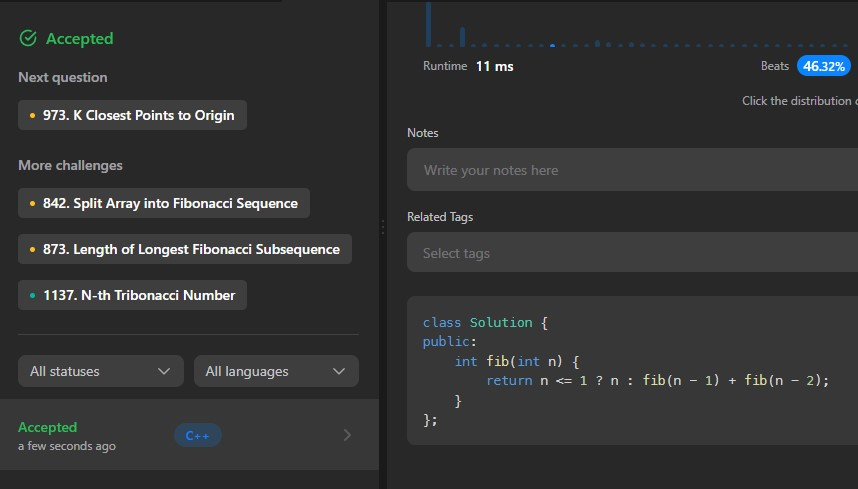 Accepted
Next question
973. K Closest Points to Origin
More challenges
842. Split Array into Fibonacci Sequence
873. Length of Longest Fibonacci Subsequence
1137. N-th Tribonacci Number
All statuses
All languages
Accepted
a few seconds ago
C++
Runtime 11 ms
Beats 46.32%
Click the distribution
Notes
Write your notes here
Related Tags
Select tags
class Solution {
public:
    int fib(int n) {
        return n <= 1 ? n : fib(n - 1) + fib(n - 2);
    }
};